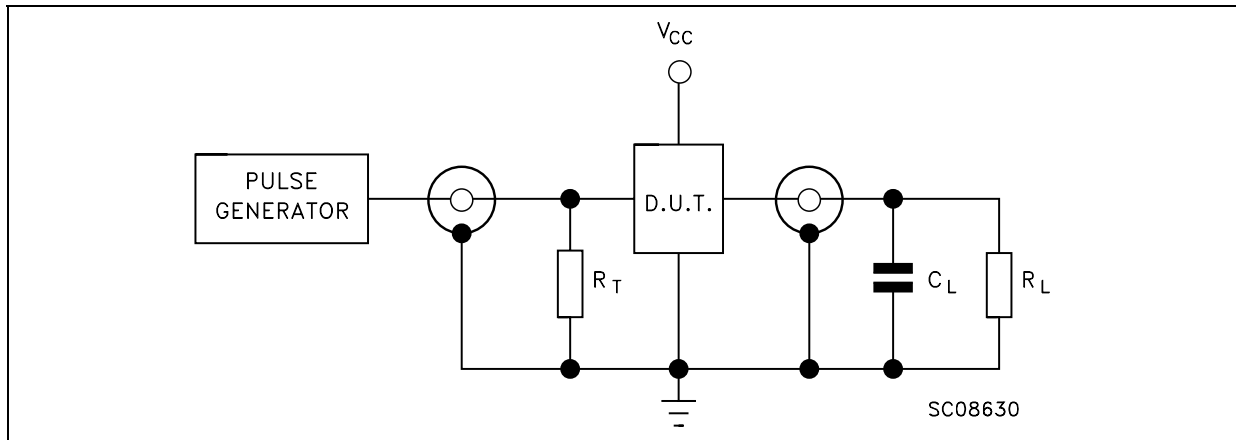 VCC
PULSE
GENERATOR
D.U.T.
RT
CL
RL
SC08630